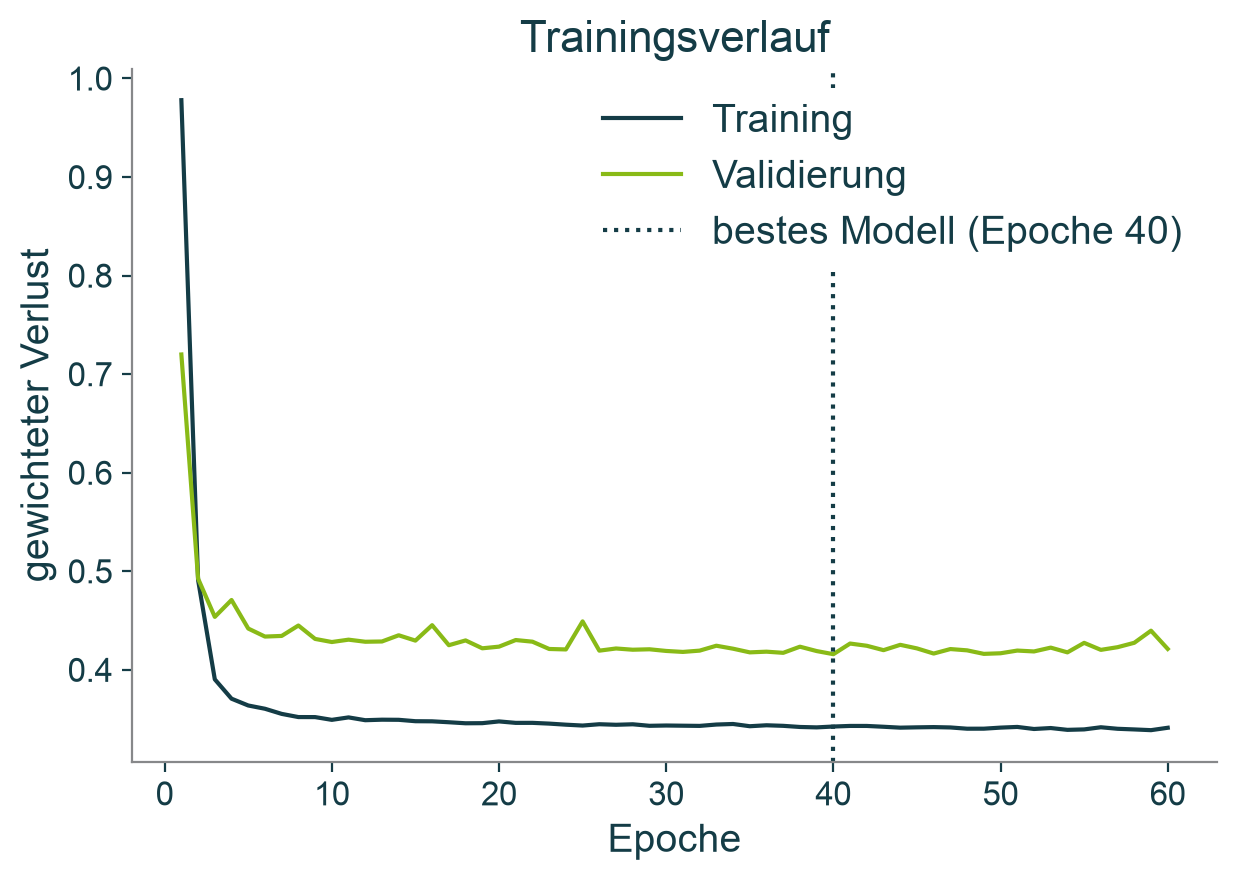 Trainingsverlauf
1.0
0.9
0.8
0.7
0.6
0.5
0.4
gewichteter Verlust
Training
Validierung
bestes Modell (Epoche 40)
0 10 20 30 40 50 60
Epoche